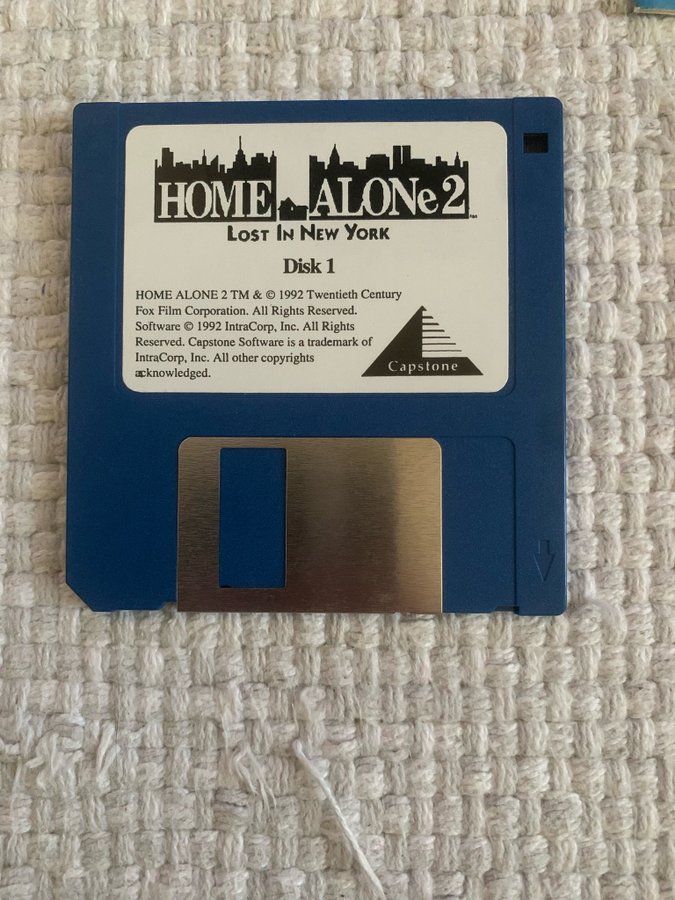 HOME ALONe 2™
LOST IN NEW YORK
Disk 1
HOME ALONE 2 TM & © 1992 Twentieth Century
Fox Film Corporation. All Rights Reserved.
Software © 1992 IntraCorp, Inc. All Rights
Reserved. Capstone Software is a trademark of
IntraCorp, Inc. All other copyrights
acknowledged.
Capstone